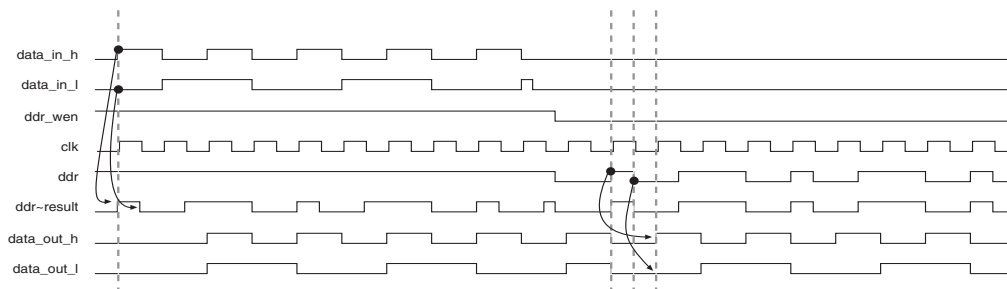 data_in_h
data_in_l
ddr_wen
clk
ddr
ddr~result
data_out_h
data_out_l